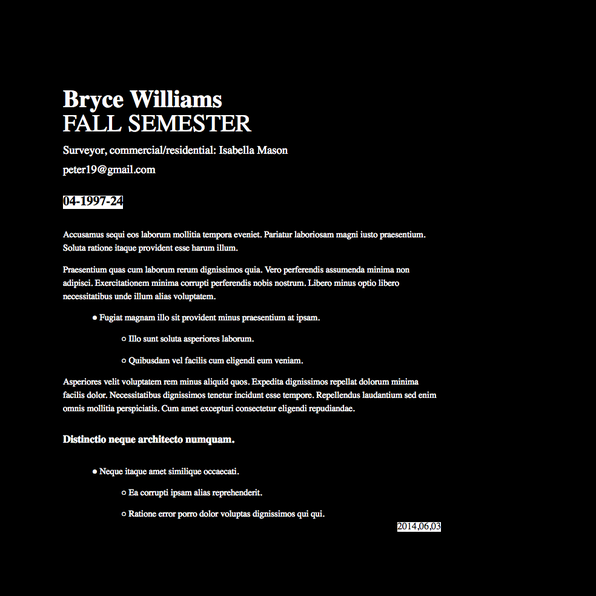 Bryce Williams
FALL SEMESTER
Surveyor, commercial/residential: Isabella Mason
peter19@gmail.com
04-1997-24
Accusamus sequi eos laborum mollitia tempora eveniet. Pariatur laboriosam magni iusto praesentium.
Soluta ratione itaque provident esse harum illum.
Praesentium quas cum laborum rerum dignissimos quia. Vero perferendis assumenda minima non
adipisci. Exercitationem minima corrupti perferendis nobis nostrum. Libero minus optio libero
necessitatibus unde illum alias voluptatem.
Fugiat magnam illo sit provident minus praesentium at ipsam.
Illo sunt soluta asperiores laborum.
Quibusdam vel facilis cum eligendi eum veniam.
Asperiores velit voluptatem rem minus aliquid quos. Expedita dignissimos repellat dolorum minima
facilis dolor. Necessitatibus dignissimos tenetur incidunt esse tempore. Repellendus laudantium sed enim
omnis mollitia perspiciatis. Cum amet excepturi consectetur eligendi repudiandae.
Distinctio neque architecto numquam.
Neque itaque amet similique occaecati.
Ea corrupti ipsam alias reprehenderit.
Ratione error porro dolor voluptas dignissimos qui qui.
2014,06,03